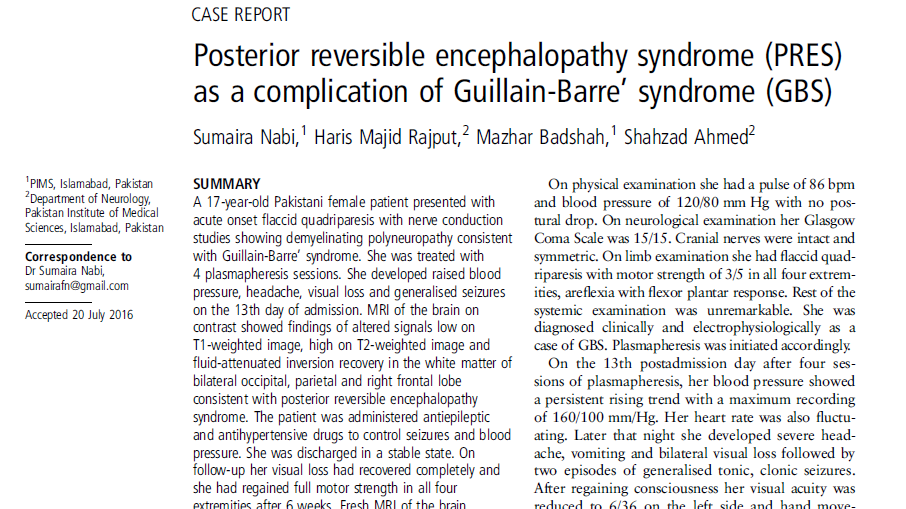 CASE REPORT
Posterior reversible encephalopathy syndrome (PRES)
as a complication of Guillain-Barre′ syndrome (GBS)
Sumaira Nabi,1 Haris Majid Rajput,2 Mazhar Badshah,1 Shahzad Ahmed2
1PIMS, Islamabad, Pakistan
2Department of Neurology,
Pakistan Institute of Medical
Sciences, Islamabad, Pakistan
Correspondence to
Dr Sumaira Nabi,
sumairafn@gmail.com
Accepted 20 July 2016
SUMMARY
A 17-year-old Pakistani female patient presented with
acute onset flaccid quadriparesis with nerve conduction
studies showing demyelinating polyneuropathy consistent
with Guillain-Barre′ syndrome. She was treated with
4 plasmapheresis sessions. She developed raised blood
pressure, headache, visual loss and generalised seizures
on the 13th day of admission. MRI of the brain on
contrast showed findings of altered signals low on
T1-weighted image, high on T2-weighted image and
fluid-attenuated inversion recovery in the white matter of
bilateral occipital, parietal and right frontal lobe
consistent with posterior reversible encephalopathy
syndrome. The patient was administered antiepileptic
and antihypertensive drugs to control seizures and blood
pressure. She was discharged in a stable state. On
follow-up her visual loss had recovered completely and
she had regained full motor strength in all four
extremities after 6 weeks. Fresh MRI of the brain
On physical examination she had a pulse of 86 bpm
and blood pressure of 120/80 mm Hg with no pos-
tural drop. On neurological examination her Glasgow
Coma Scale was 15/15. Cranial nerves were intact and
symmetric. On limb examination she had flaccid quad-
riparesis with motor strength of 3/5 in all four extrem-
ities, areflexia with flexor plantar response. Rest of the
systemic examination was unremarkable. She was
diagnosed clinically and electrophysiologically as a
case of GBS. Plasmapheresis was initiated accordingly.
On the 13th postadmission day after four ses-
sions of plasmapheresis, her blood pressure showed
a persistent rising trend with a maximum recording
of 160/100 mm/Hg. Her heart rate was also fluctu-
ating. Later that night she developed severe head-
ache, vomiting and bilateral visual loss followed by
two episodes of generalised tonic, clonic seizures.
After regaining consciousness her visual acuity was
reduced to 6/36 on the left side and hand move-